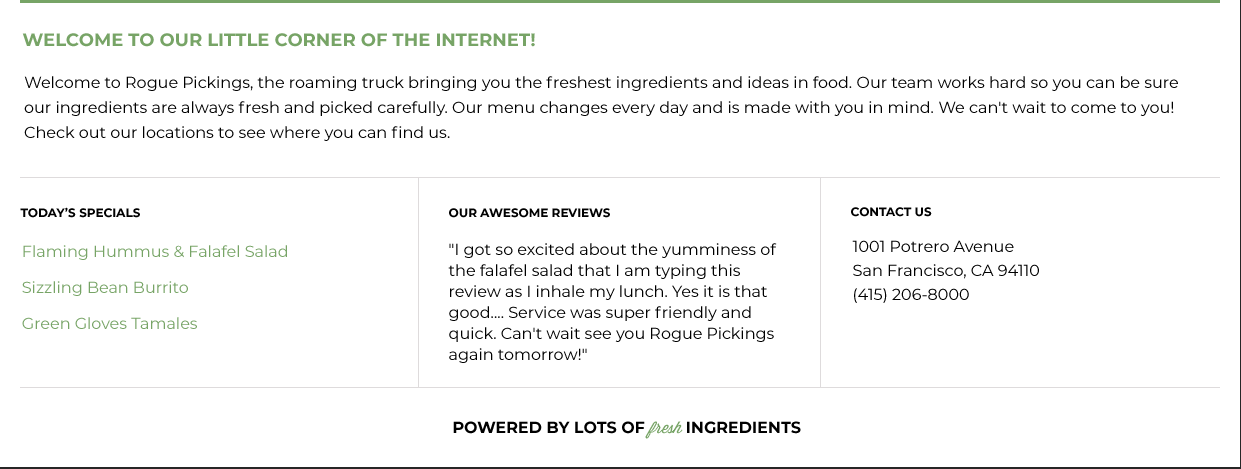 WELCOME TO OUR LITTLE CORNER OF THE INTERNET!
Welcome to Rogue Pickings, the roaming truck bringing you the freshest ingredients and ideas in food. Our team works hard so you can be sure
our ingredients are always fresh and picked carefully. Our menu changes every day and is made with you in mind. We can't wait to come to you!
Check out our locations to see where you can find us.
TODAY'S SPECIALS
Flaming Hummus & Falafel Salad
Sizzling Bean Burrito
Green Gloves Tamales
OUR AWESOME REVIEWS
"I got so excited about the yumminess of
the falafel salad that I am typing this
review as I inhale my lunch. Yes it is that
good.... Service was super friendly and
quick. Can't wait see you Rogue Pickings
again tomorrow!"
CONTACT US
1001 Potrero Avenue
San Francisco, CA 94110
(415) 206-8000
POWERED BY LOTS OF fresh INGREDIENTS